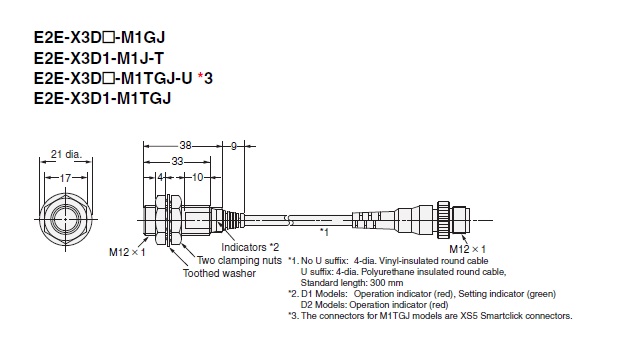 E2E-X3D□-M1GJ
E2E-X3D1-M1J-T
E2E-X3D□-M1TGJ-U *3
E2E-X3D1-M1TGJ
38
9
21 dia.
33
17
4
10
*1
M12 × 1
Indicators *2
Two clamping nuts
Toothed washer
M12 × 1
*1. No U suffix: 4-dia. Vinyl-insulated round cable
U suffix: 4-dia. Polyurethane insulated round cable,
Standard length: 300 mm
*2. D1 Models: Operation indicator (red), Setting indicator (green)
D2 Models: Operation indicator (red)
*3. The connectors for M1TGJ models are XS5 Smartclick connectors.